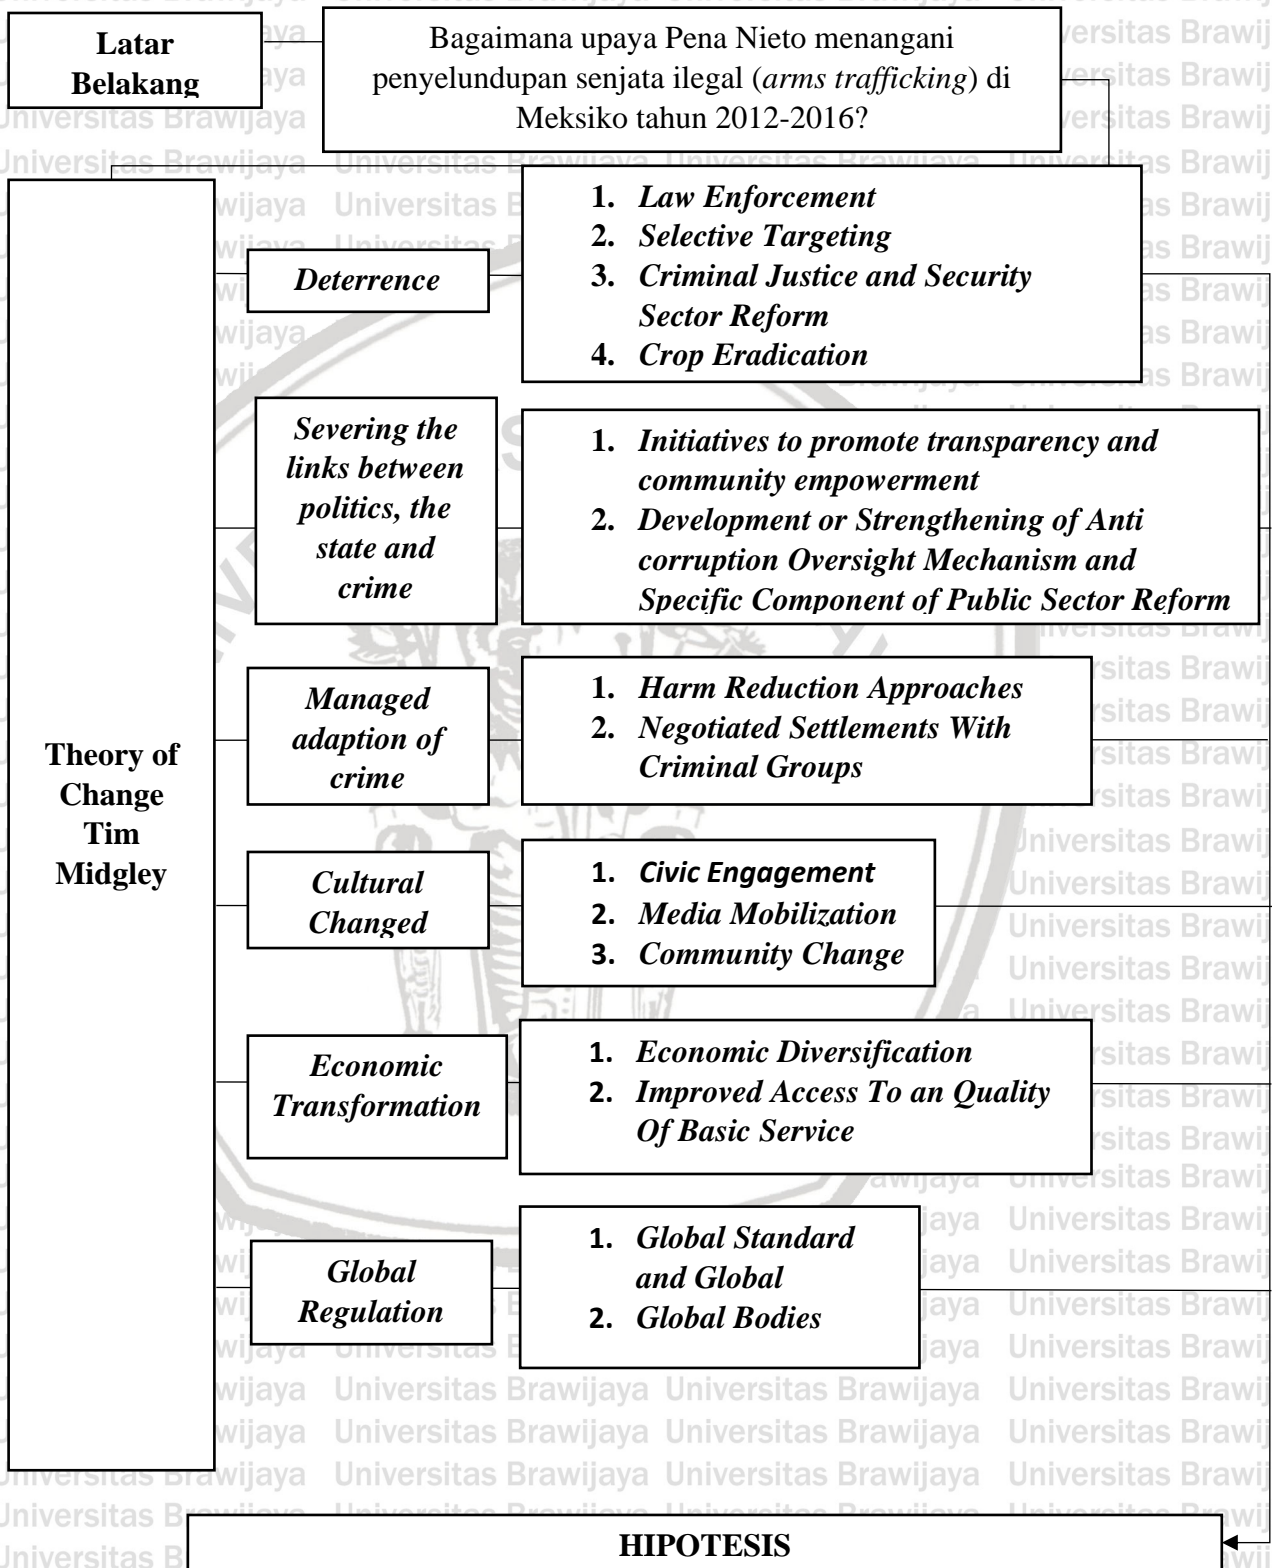 Latar
Belakang
Bagaimana upaya Pena Nieto menangani
penyelundupan senjata ilegal (arms trafficking) di
Meksiko tahun 2012-2016?
Theory of
Change
Tim
Midgley
Deterrence
1. Law Enforcement
2. Selective Targeting
3. Criminal Justice and Security
Sector Reform
4. Crop Eradication
Severing the
links between
politics, the
state and
crime
1. Initiatives to promote transparency and
community empowerment
2. Development or Strengthening of Anti
corruption Oversight Mechanism and
Specific Component of Public Sector Reform
Managed
adaption of
crime
1. Harm Reduction Approaches
2. Negotiated Settlements With
Criminal Groups
Cultural
Changed
1. Civic Engagement
2. Media Mobilization
3. Community Change
Economic
Transformation
1. Economic Diversification
2. Improved Access To an Quality
Of Basic Service
Global
Regulation
1. Global Standard
and Global
2. Global Bodies
HIPOTESIS